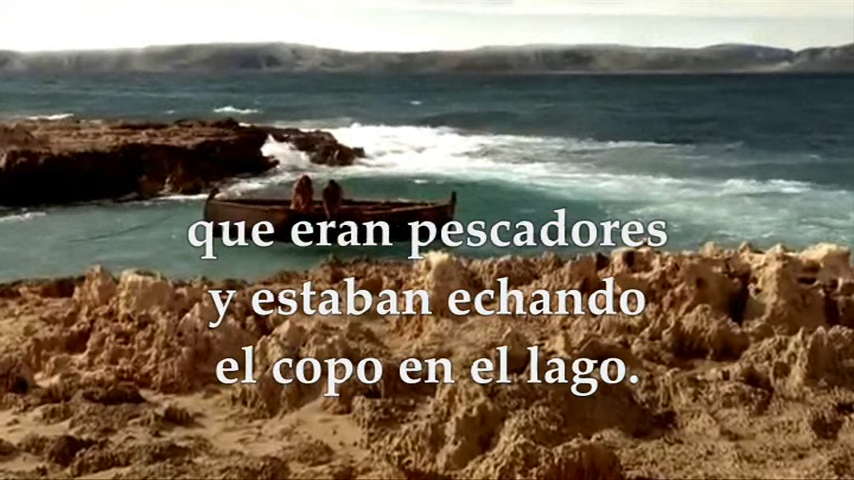 que eran pescadores
y estaban echando
el copo en el lago.